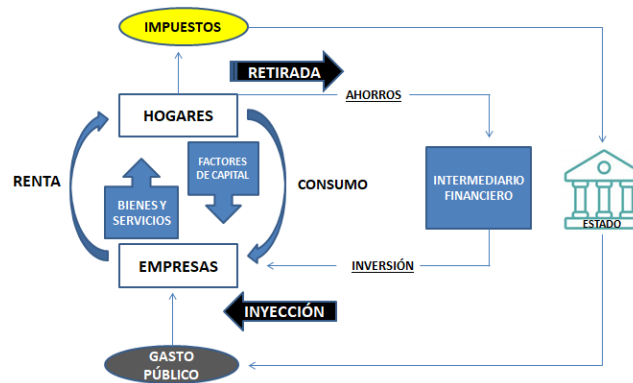 IMPUESTOS
RETIRADA
AHORROS
HOGARES
FACTORES
DE CAPITAL
RENTA
CONSUMO
BIENES Y
SERVICIOS
INTERMEDIARIO
FINANCIERO
ESTADO
EMPRESAS
INVERSIÓN
INYECCIÓN
GASTO
PÚBLICO